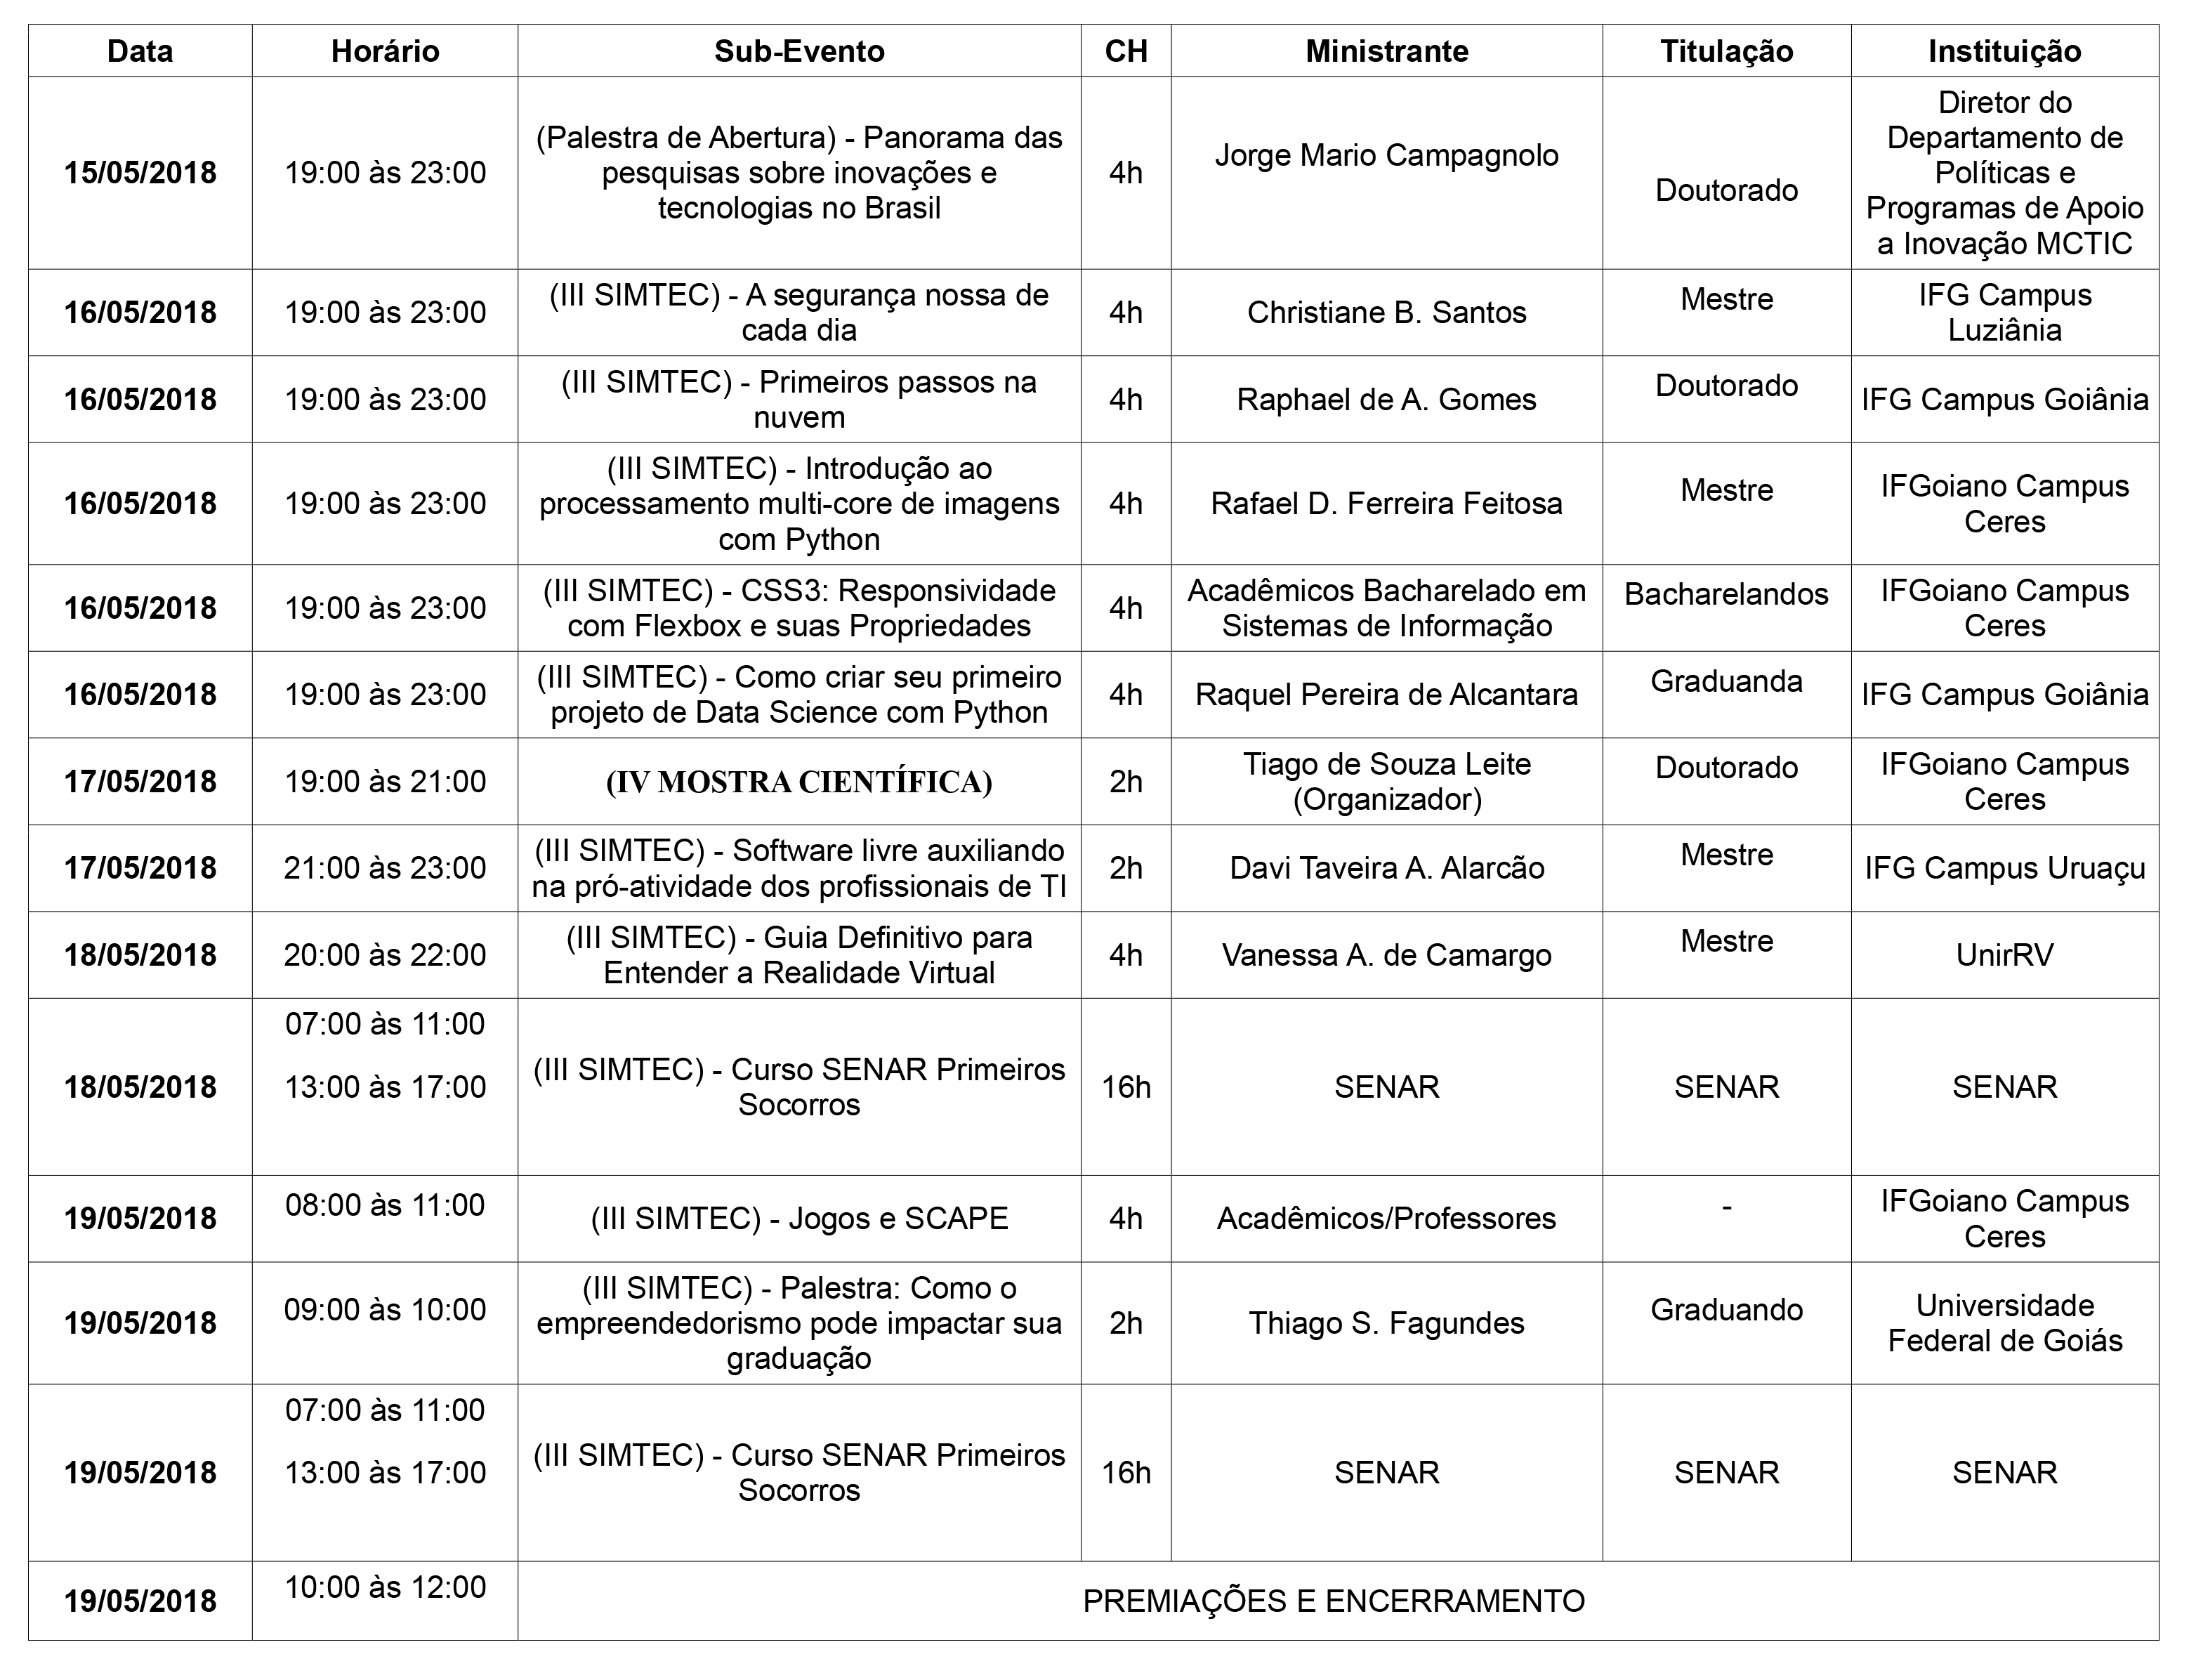 Data Horário Sub-Evento CH Ministrante Titulação Instituição
15/05/2018
19:00 às 23:00
(Palestra de Abertura) - Panorama das
pesquisas sobre inovações e
tecnologias no Brasil
4h
Jorge Mario Campagnolo
Doutorado
Diretor do
Departamento de
Políticas e
Programas de Apoio
a Inovação MCTIC
16/05/2018
19:00 às 23:00
(III SIMTEC) - A segurança nossa de
cada dia
4h
Christiane B. Santos
Mestre
IFG Campus
Luziânia
16/05/2018
19:00 às 23:00
(III SIMTEC) - Primeiros passos na
nuvem
4h
Raphael de A. Gomes
Doutorado
IFG Campus Goiânia
16/05/2018
19:00 às 23:00
(III SIMTEC) - Introdução ao
processamento multi-core de imagens
com Python
4h
Rafael D. Ferreira Feitosa
Mestre
IFGoiano Campus
Ceres
16/05/2018
19:00 às 23:00
(III SIMTEC) - CSS3: Responsividade
com Flexbox e suas Propriedades
4h
Acadêmicos Bacharelado em
Sistemas de Informação
Bacharelandos
IFGoiano Campus
Ceres
16/05/2018
19:00 às 23:00
(III SIMTEC) - Como criar seu primeiro
projeto de Data Science com Python
4h
Raquel Pereira de Alcantara
Graduanda
IFG Campus Goiânia
17/05/2018
19:00 às 21:00
(IV MOSTRA CIENTÍFICA)
2h
Tiago de Souza Leite
(Organizador)
Doutorado
IFGoiano Campus
Ceres
17/05/2018
21:00 às 23:00
(III SIMTEC) - Software livre auxiliando
na pró-atividade dos profissionais de TI
2h
Davi Taveira A. Alarcão
Mestre
IFG Campus Uruaçu
18/05/2018
20:00 às 22:00
(III SIMTEC) - Guia Definitivo para
Entender a Realidade Virtual
4h
Vanessa A. de Camargo
Mestre
UnirRV
18/05/2018
07:00 às 11:00
13:00 às 17:00
(III SIMTEC) - Curso SENAR Primeiros
Socorros
16h
SENAR
SENAR
SENAR
19/05/2018
08:00 às 11:00
(III SIMTEC) - Jogos e SCAPE
4h
Acadêmicos/Professores
-
IFGoiano Campus
Ceres
19/05/2018
09:00 às 10:00
(III SIMTEC) - Palestra: Como o
empreendedorismo pode impactar sua
graduação
2h
Thiago S. Fagundes
Graduando
Universidade
Federal de Goiás
19/05/2018
07:00 às 11:00
13:00 às 17:00
(III SIMTEC) - Curso SENAR Primeiros
Socorros
16h
SENAR
SENAR
SENAR
19/05/2018
10:00 às 12:00
PREMIAÇÕES E ENCERRAMENTO